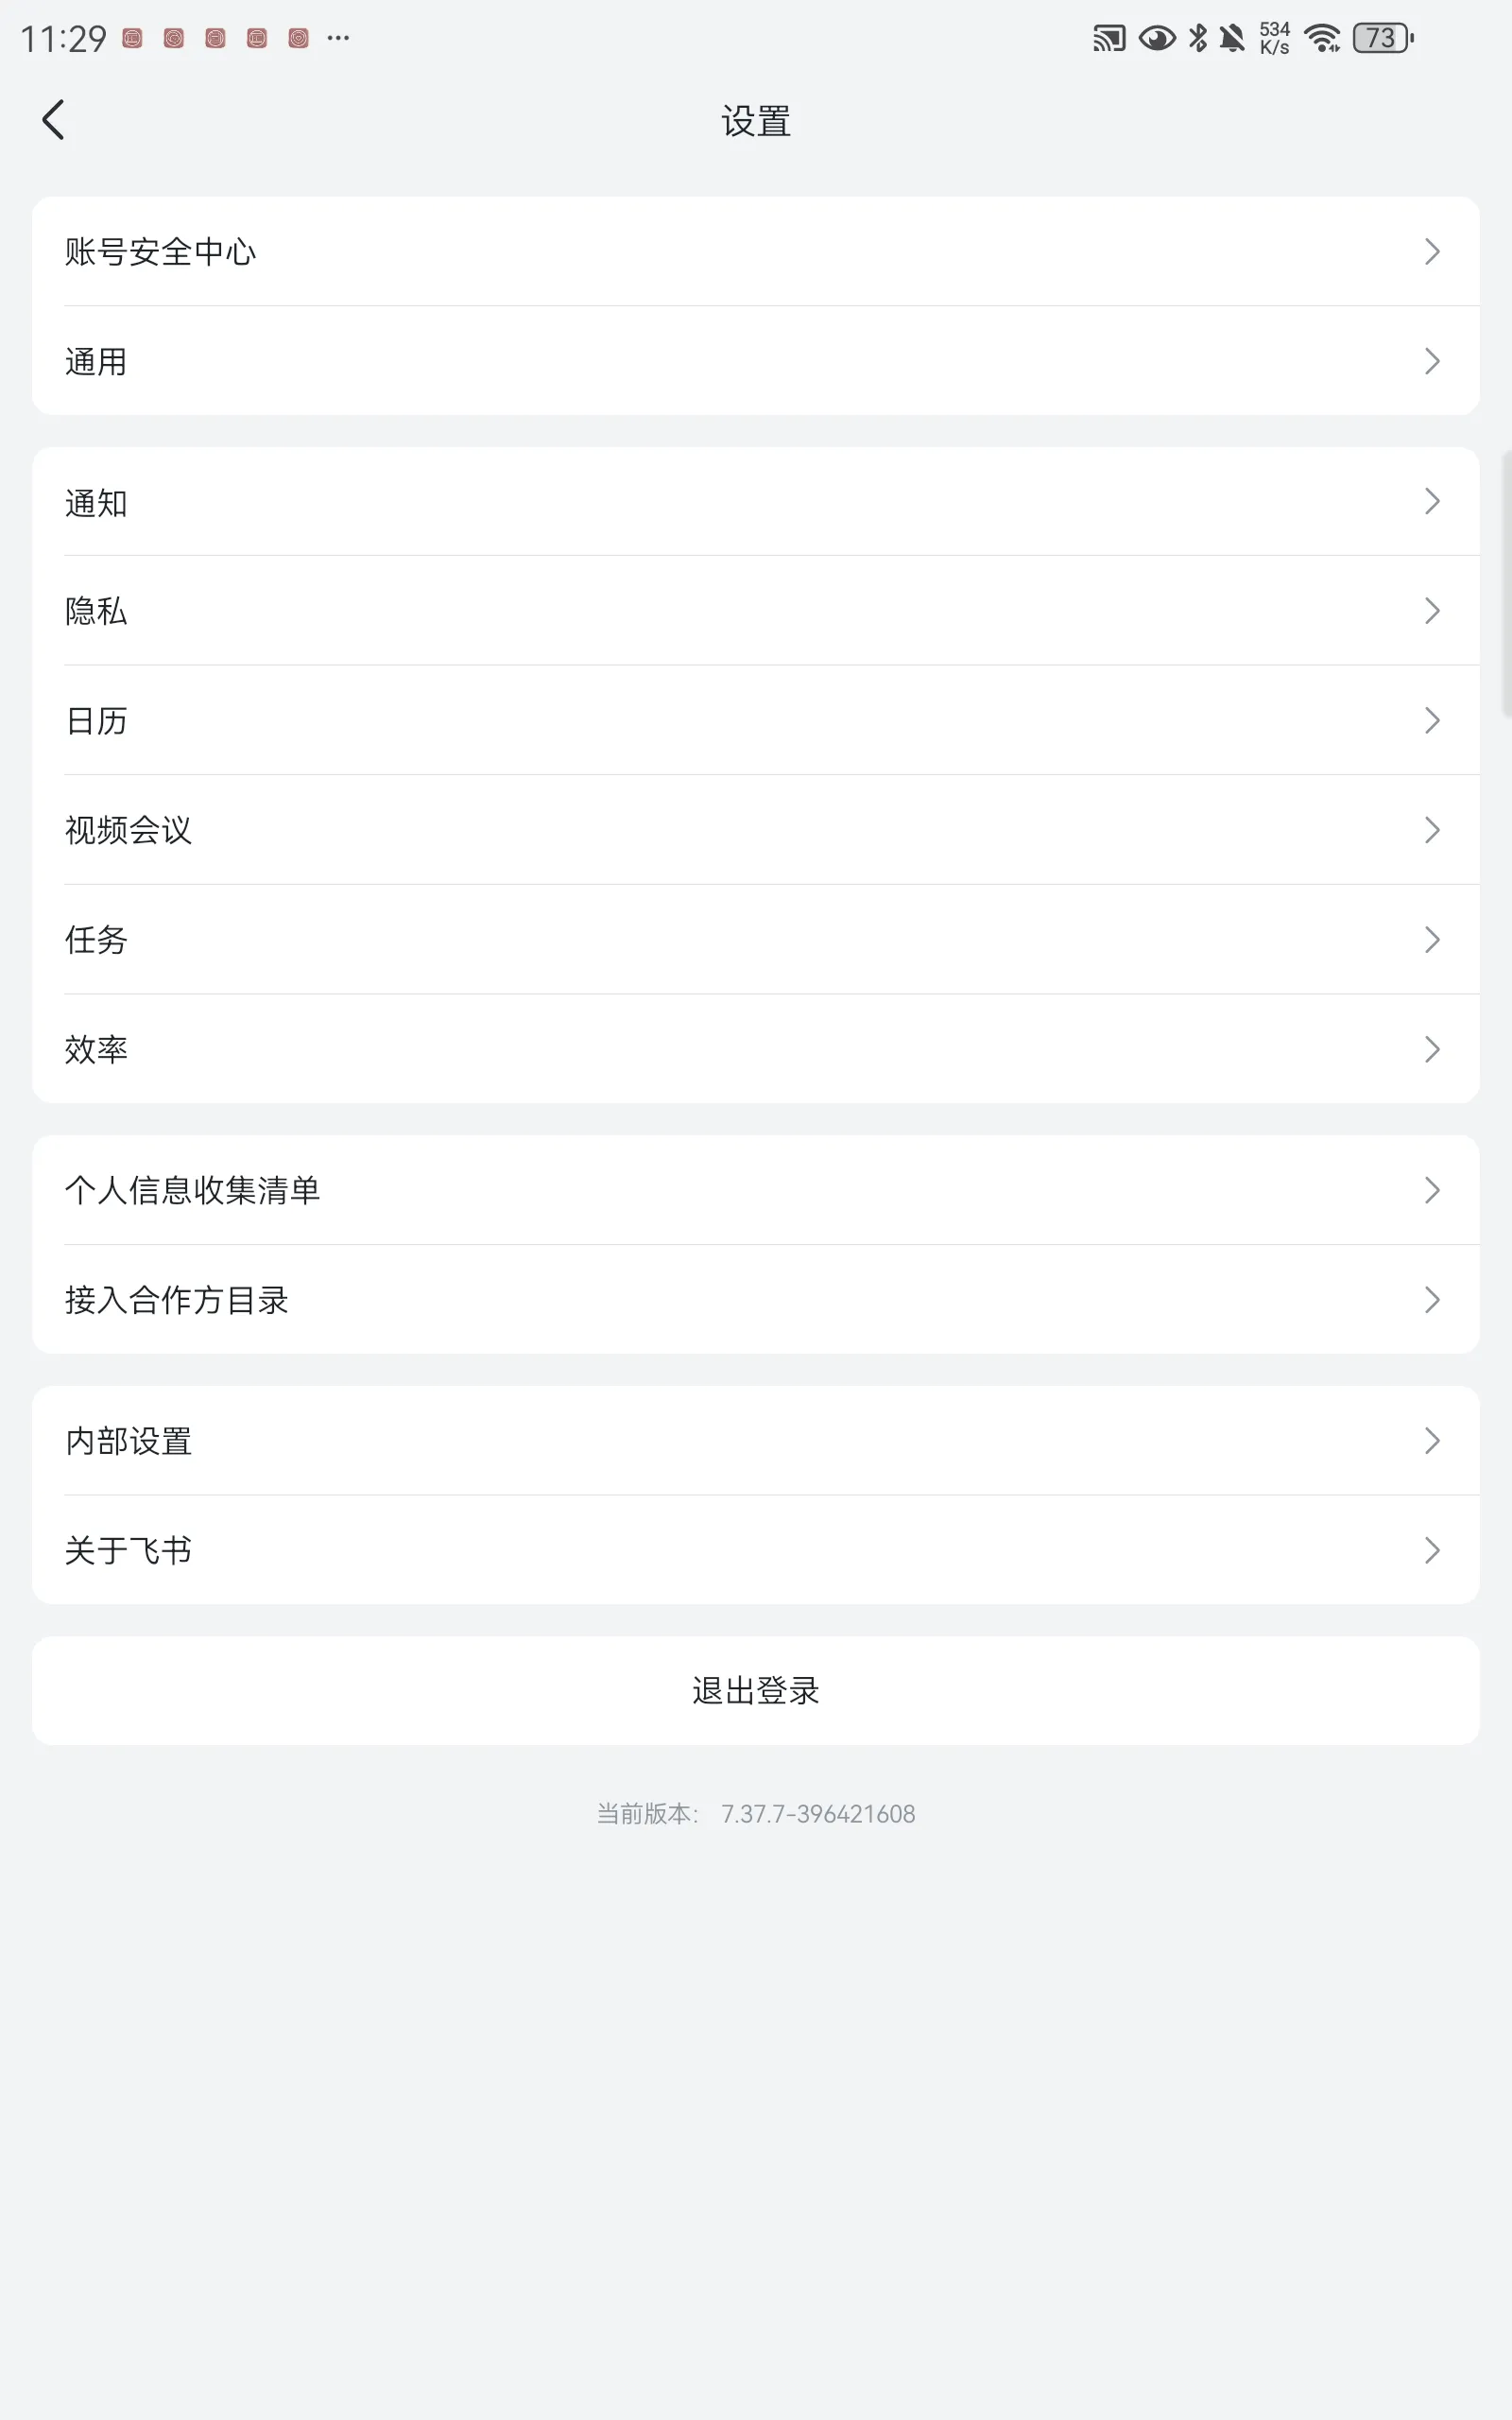 11:29
534
K/s
73
设置
账号安全中心
通用
通知
隐私
日历
视频会议
任务
效率
个人信息收集清单
接入合作方目录
内部设置
关于飞书
退出登录
当前版本： 7.37.7-396421608